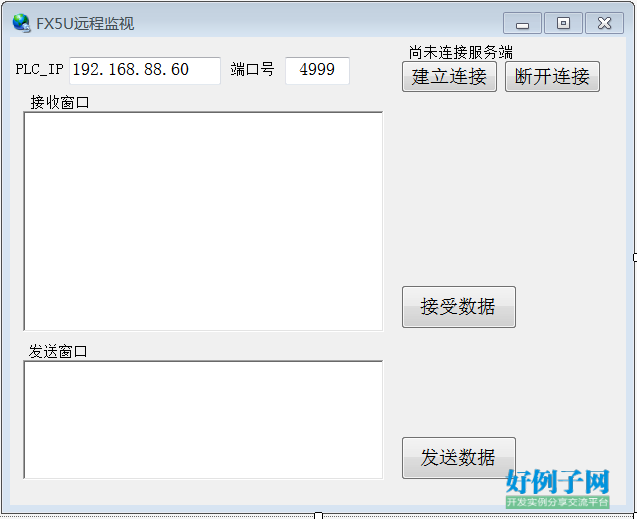 FX5U远程监视
尚未连接服务端
PLC_IP 192.168.88.60 端口号 4999 建立连接 断开连接
接收窗口
接受数据
发送窗口
发送数据
好例子网
开发实例分享交流平台